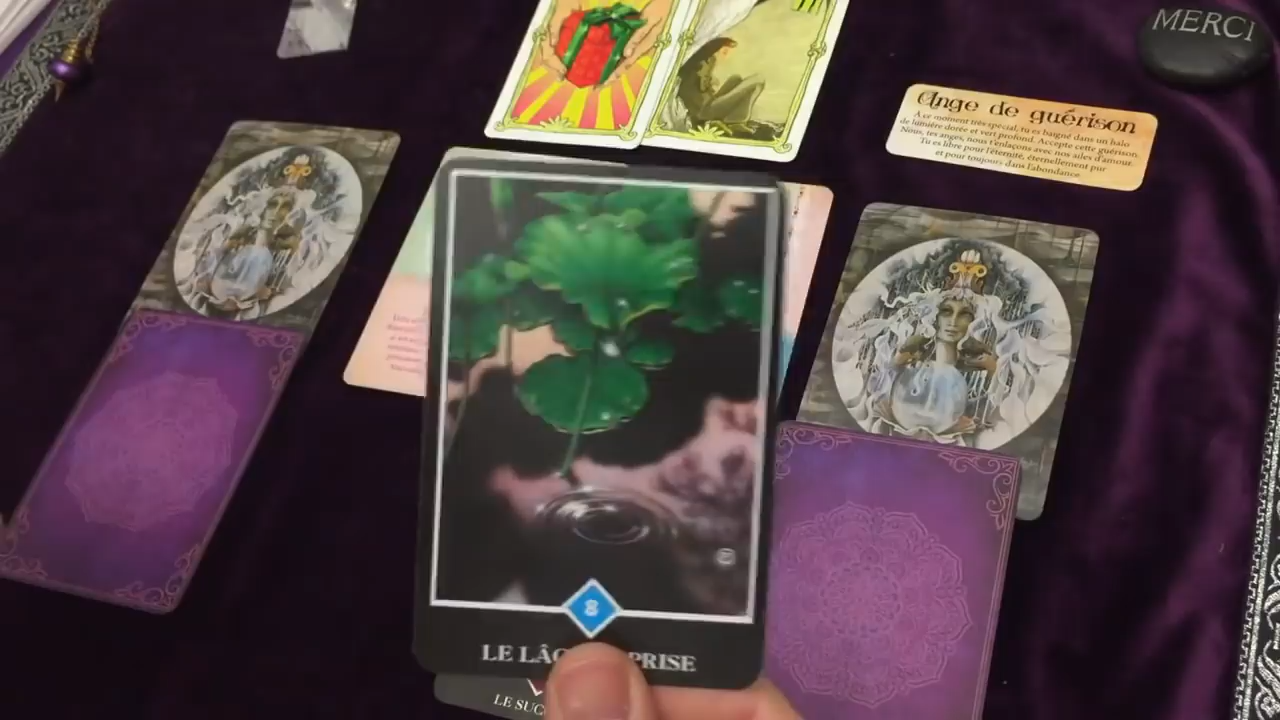 MERCI
Ange de guérison
À ce moment très spécial, tu es baigné dans un halo
de lumière dorée et vert profond. Accepte cette guérison.
Nous, tes anges, nous t'enlaçons avec nos ailes d'amour.
Tu es libre pour l'éternité, éternellement pur
et pour toujours dans l'abondance.
8
LE LÂC PRISE
LE SUC